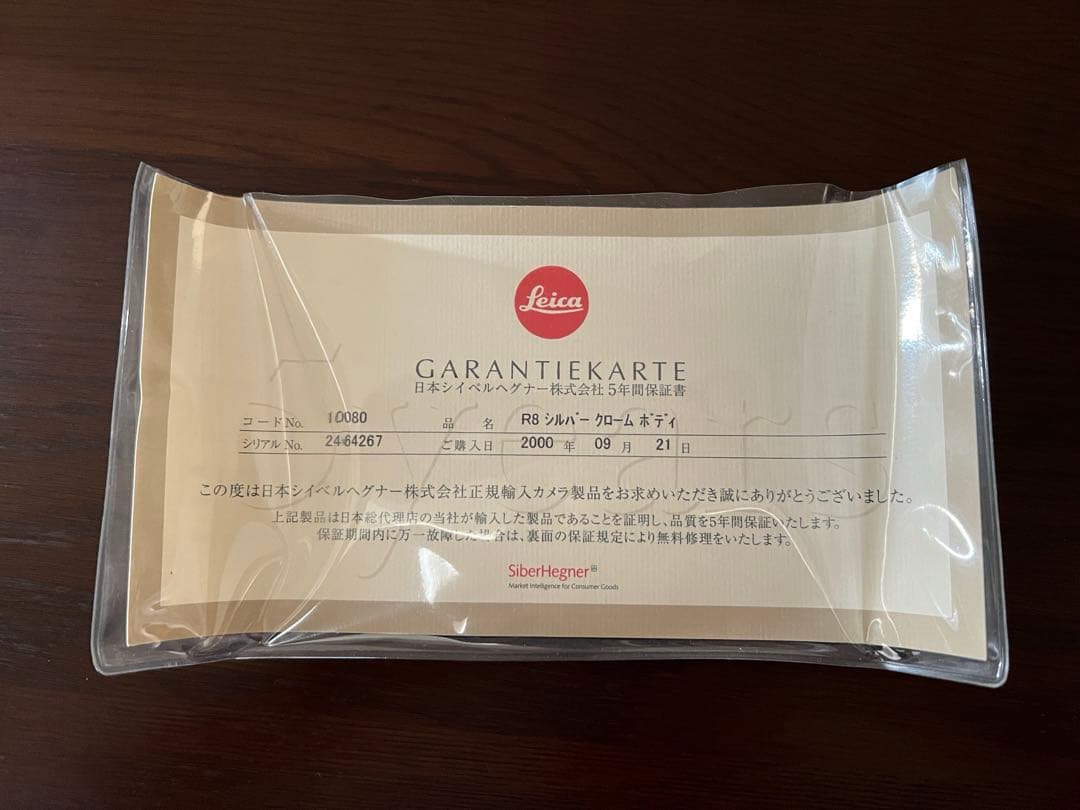 Leica
GARANTIEKARTE
日本シイベルヘグナー株式会社 5年間保証書
コードNo. 10080 品名 R8 シルバー クローム ボディ
シリアルNo. 2464267 ご購入日 2000 年 09 月 21 日
5years
この度は日本シイベルヘグナー株式会社正規輸入カメラ製品をお求めいただき誠にありがとうございました。
上記製品は日本総代理店の当社が輸入した製品であることを証明し、品質を5年間保証いたします。
保証期間内に万一故障した場合は、裏面の保証規定により無料修理をいたします。
SiberHegner
Market Intelligence for Consumer Goods